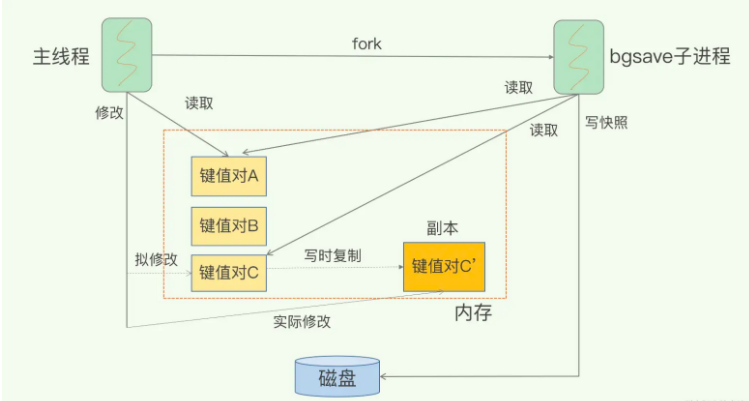 主线程
fork
bgsave子进程
修改
读取
读取
读取
写快照
键值对A
键值对B
副本
拟修改
键值对C
写时复制
键值对C’
实际修改
内存
磁盘